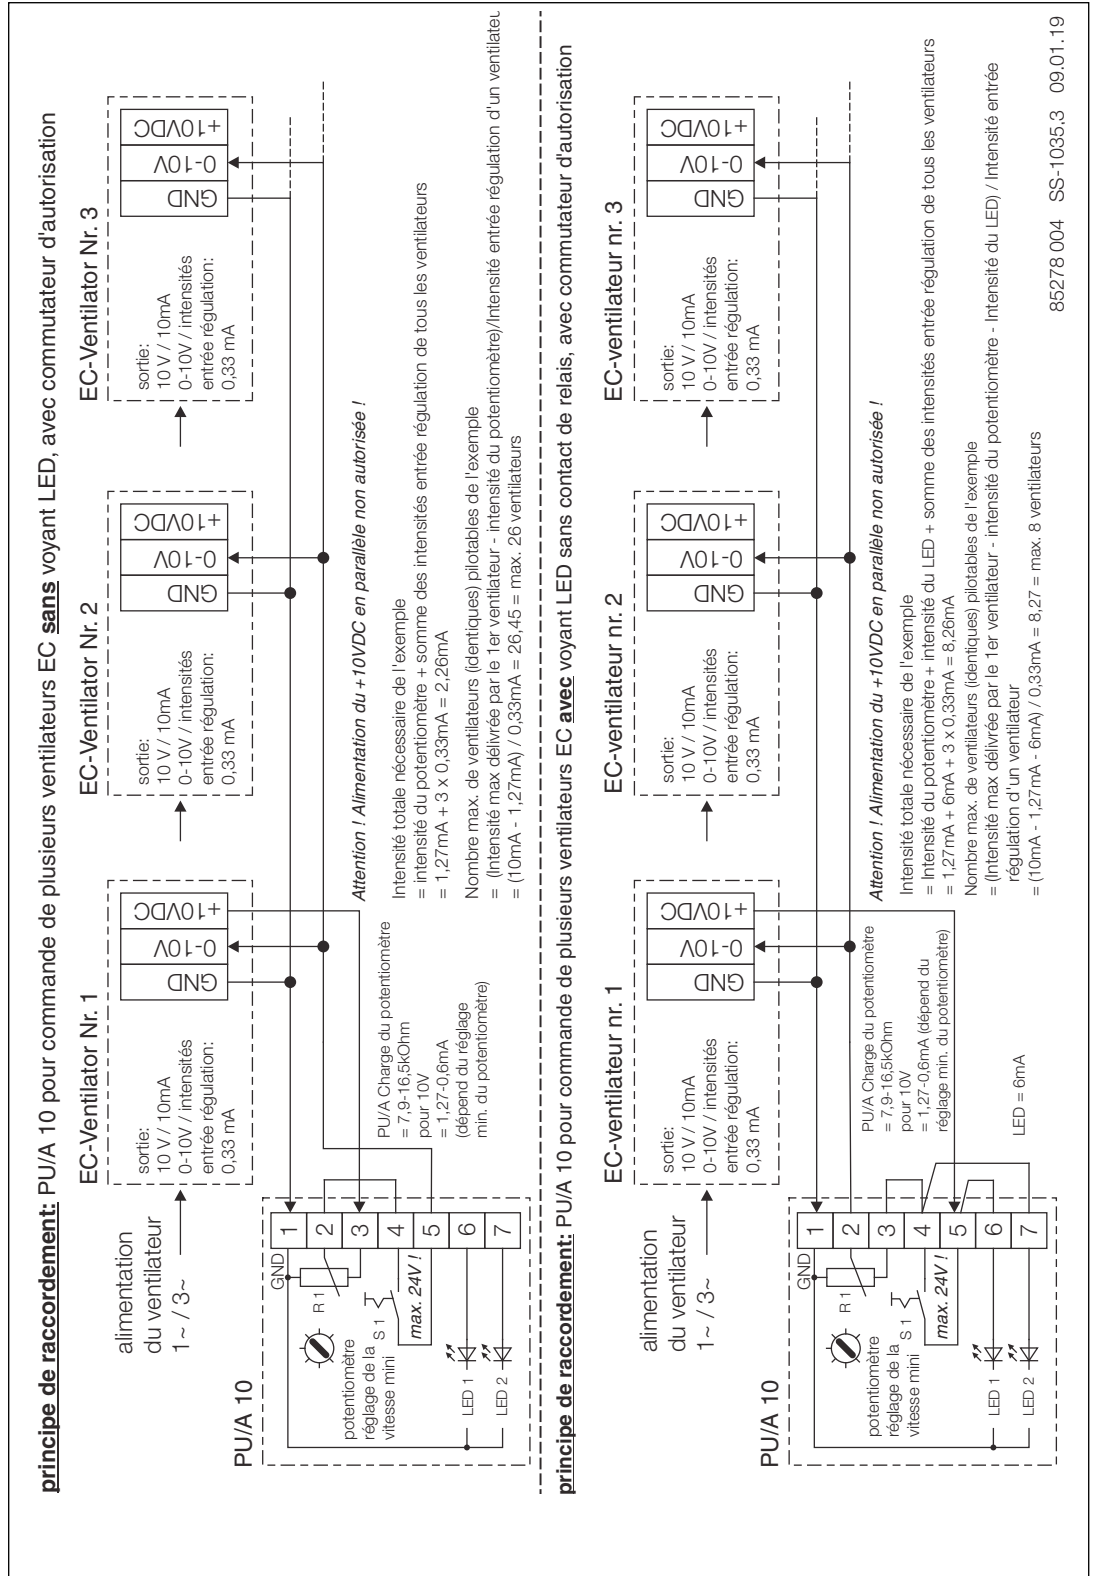 principe de raccordement: PU/A 10 pour commande de plusieurs ventilateurs EC sans voyant LED, avec commutateur d'autorisation
alimentation
du ventilateur
1~ / 3~
EC-Ventilator Nr. 1
sortie:
10 V / 10mA
0-10V / intensités
entrée régulation:
0,33 mA
GND
0-10V
+10VDC
EC-Ventilator Nr. 2
sortie:
10 V / 10mA
0-10V / intensités
entrée régulation:
0,33 mA
GND
0-10V
+10VDC
EC-Ventilator Nr. 3
sortie:
10 V / 10mA
0-10V / intensités
entrée régulation:
0,33 mA
GND
0-10V
+10VDC
PU/A 10
GND
1
2
3
4
5
6
7
R 1
potentiomètre
réglage de la
vitesse mini
S 1
max. 24V !
LED 1
LED 2
PU/A Charge du potentiomètre
= 7,9-16,5kOhm
pour 10V
= 1,27-0,6mA
(dépend du réglage
min. du potentiomètre)
Attention ! Alimentation du +10VDC en parallèle non autorisée !
Intensité totale nécessaire de l'exemple
= intensité du potentiomètre + somme des intensités entrée régulation de tous les ventilateurs
= 1,27mA + 3 x 0,33mA = 2,26mA
Nombre max. de ventilateurs (identiques) pilotables de l'exemple
= (Intensité max délivrée par le 1er ventilateur - intensité du potentiomètre)/Intensité entrée régulation d'un ventilateu
= (10mA - 1,27mA) / 0,33mA = 26,45 = max. 26 ventilateurs
principe de raccordement: PU/A 10 pour commande de plusieurs ventilateurs EC avec voyant LED sans contact de relais, avec commutateur d'autorisation
alimentation
du ventilateur
1~ / 3~
EC-ventilateur nr. 1
sortie:
10 V / 10mA
0-10V / intensités
entrée régulation:
0,33 mA
GND
0-10V
+10VDC
EC-ventilateur nr. 2
sortie:
10 V / 10mA
0-10V / intensités
entrée régulation:
0,33 mA
GND
0-10V
+10VDC
EC-ventilateur nr. 3
sortie:
10 V / 10mA
0-10V / intensités
entrée régulation:
0,33 mA
GND
0-10V
+10VDC
PU/A 10
GND
1
2
3
4
5
6
7
R 1
potentiomètre
réglage de la
vitesse mini
S 1
max. 24V !
LED 1
LED 2
PU/A Charge du potentiomètre
= 7,9-16,5kOhm
pour 10V
= 1,27-0,6mA (dépend du
réglage min. du potentiomètre)
LED = 6mA
Attention ! Alimentation du +10VDC en parallèle non autorisée !
Intensité totale nécessaire de l'exemple
= Intensité du potentiomètre + intensité du LED + somme des intensités entrée régulation de tous les ventilateurs
= 1,27mA + 6mA + 3 x 0,33mA = 8,26mA
Nombre max. de ventilateurs (identiques) pilotables de l'exemple
= (Intensité max délivrée par le 1er ventilateur - intensité du potentiomètre - Intensité du LED) / Intensité entrée
régulation d'un ventilateur
= (10mA - 1,27mA - 6mA) / 0,33mA = 8,27 = max. 8 ventilateurs
85278 004 SS-1035,3 09.01.19